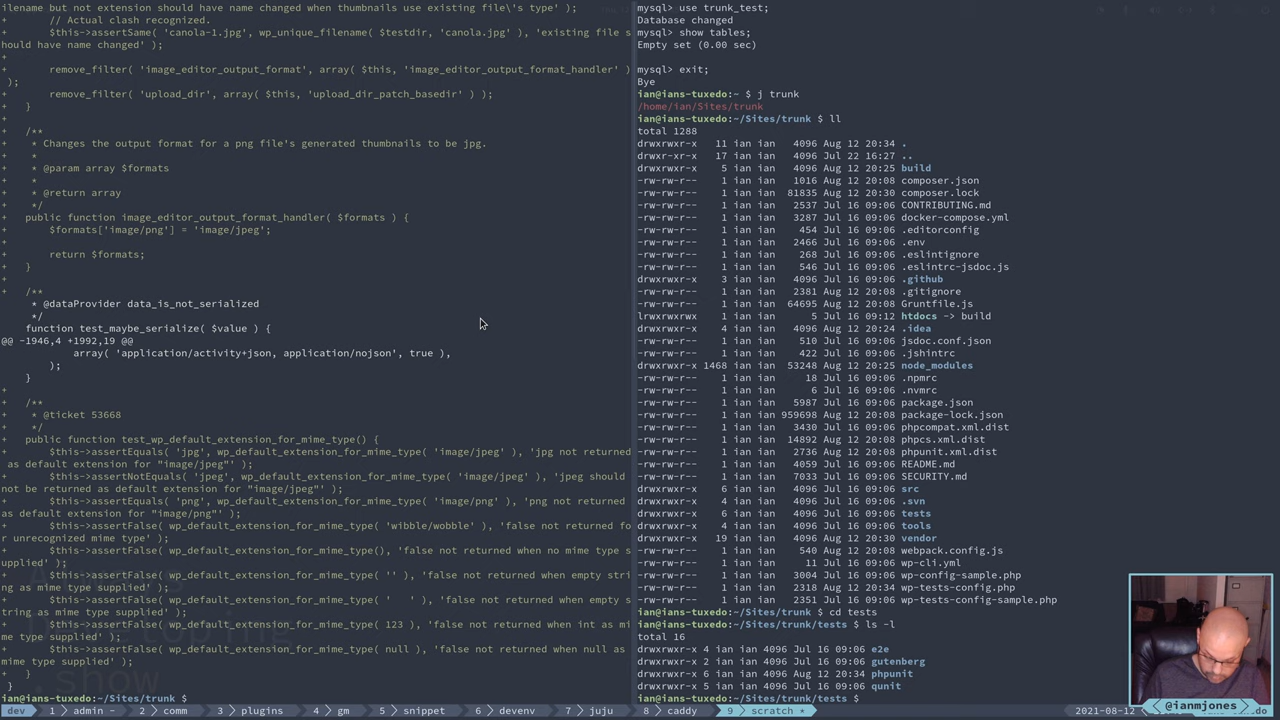 ilename but not extension should have name changed when thumbnails use existing file\'s type' );
+       // Actual clash recognized.
+       $this->assertSame( 'canola-1.jpg', wp_unique_filename( $testdir, 'canola.jpg' ), 'existing file s
hould have name changed' );
+
+       remove_filter( 'image_editor_output_format', array( $this, 'image_editor_output_format_handler' )
);
+       remove_filter( 'upload_dir', array( $this, 'upload_dir_patch_basedir' ) );
+   }
+
+   /**
+    * Changes the output format for a png file's generated thumbnails to be jpg.
+    *
+    * @param array $formats
+    *
+    * @return array
+    */
+   public function image_editor_output_format_handler( $formats ) {
+       $formats['image/png'] = 'image/jpeg';
+
+       return $formats;
+   }
+
+   /**
     * @dataProvider data_is_not_serialized
     */
    function test_maybe_serialize( $value ) {
@@ -1946,4 +1992,19 @@
            array( 'application/activity+json, application/nojson', true ),
        );
    }
+
+   /**
+    * @ticket 53668
+    */
+   public function test_wp_default_extension_for_mime_type() {
+       $this->assertEquals( 'jpg', wp_default_extension_for_mime_type( 'image/jpeg' ), 'jpg not returned
 as default extension for "image/jpeg"' );
+       $this->assertNotEquals( 'jpeg', wp_default_extension_for_mime_type( 'image/jpeg' ), 'jpeg should
not be returned as default extension for "image/jpeg"' );
+       $this->assertEquals( 'png', wp_default_extension_for_mime_type( 'image/png' ), 'png not returned
as default extension for "image/png"' );
+       $this->assertFalse( wp_default_extension_for_mime_type( 'wibble/wobble' ), 'false not returned fo
r unrecognized mime type' );
+       $this->assertFalse( wp_default_extension_for_mime_type(), 'false not returned when no mime type s
upplied' );
+       $this->assertFalse( wp_default_extension_for_mime_type( '' ), 'false not returned when empty stri
ng as mime type supplied' );
+       $this->assertFalse( wp_default_extension_for_mime_type( '   ' ), 'false not returned when empty s
tring as mime type supplied' );
+       $this->assertFalse( wp_default_extension_for_mime_type( 123 ), 'false not returned when int as mi
me type supplied' );
+       $this->assertFalse( wp_default_extension_for_mime_type( null ), 'false not returned when null as
mime type supplied' );
+   }
 }
ian@ians-tuxedo:~/Sites/trunk $
mysql> use trunk_test;
Database changed
mysql> show tables;
Empty set (0.00 sec)
mysql> exit;
Bye
ian@ians-tuxedo:~ $ j trunk
/home/ian/Sites/trunk
ian@ians-tuxedo:~/Sites/trunk $ ll
total 1288
drwxrwxr-x   11 ian ian   4096 Aug 12 20:34 .
drwxrwxr-x   17 ian ian   4096 Jul 22 16:27 ..
drwxrwxr-x    5 ian ian   4096 Aug 12 20:25 build
-rw-rw-r--    1 ian ian   1016 Aug 12 20:08 composer.json
-rw-rw-r--    1 ian ian  81835 Aug 12 20:30 composer.lock
-rw-rw-r--    1 ian ian   2537 Jul 16 09:06 CONTRIBUTING.md
-rw-rw-r--    1 ian ian   3287 Jul 16 09:06 docker-compose.yml
-rw-rw-r--    1 ian ian    454 Jul 16 09:06 .editorconfig
-rw-rw-r--    1 ian ian   2466 Jul 16 09:06 .env
-rw-rw-r--    1 ian ian    268 Jul 16 09:06 .eslintignore
-rw-rw-r--    1 ian ian    546 Jul 16 09:06 .eslintrc-jsdoc.js
drwxrwxr-x    3 ian ian   4096 Jul 16 09:06 .github
-rw-rw-r--    1 ian ian   2381 Aug 12 20:08 .gitignore
-rw-rw-r--    1 ian ian  64695 Aug 12 20:08 Gruntfile.js
lrwxrwxrwx    1 ian ian      5 Jul 16 09:12 htdocs -> build
drwxrwxr-x    4 ian ian   4096 Aug 12 20:24 .idea
-rw-rw-r--    1 ian ian    510 Jul 16 09:06 jsdoc.conf.json
-rw-rw-r--    1 ian ian    422 Jul 16 09:06 .jshintrc
drwxrwxr-x 1468 ian ian  53248 Aug 12 20:25 node_modules
-rw-rw-r--    1 ian ian     18 Jul 16 09:06 .npmrc
-rw-rw-r--    1 ian ian      6 Jul 16 09:06 .nvmrc
-rw-rw-r--    1 ian ian   5987 Aug 12 20:08 package.json
-rw-rw-r--    1 ian ian 959698 Aug 12 20:08 package-lock.json
-rw-rw-r--    1 ian ian   3430 Jul 16 09:06 phpcompat.xml.dist
-rw-rw-r--    1 ian ian  14892 Aug 12 20:08 phpcs.xml.dist
-rw-rw-r--    1 ian ian   2736 Aug 12 20:08 phpunit.xml.dist
-rw-rw-r--    1 ian ian   4059 Jul 16 09:06 README.md
-rw-rw-r--    1 ian ian   7033 Jul 16 09:06 SECURITY.md
drwxrwxr-x    6 ian ian   4096 Jul 16 09:06 src
drwxrwxr-x    4 ian ian   4096 Aug 12 20:30 .svn
drwxrwxr-x    6 ian ian   4096 Jul 16 09:06 tests
drwxrwxr-x    4 ian ian   4096 Jul 16 09:06 tools
drwxrwxr-x   19 ian ian   4096 Aug 12 20:30 vendor
-rw-rw-r--    1 ian ian    540 Aug 12 20:08 webpack.config.js
-rw-rw-r--    1 ian ian     11 Jul 16 09:06 wp-cli.yml
-rw-rw-r--    1 ian ian   3004 Jul 16 09:06 wp-config-sample.php
-rw-rw-r--    1 ian ian   2318 Aug 12 20:34 wp-tests-config.php
-rw-rw-r--    1 ian ian   2351 Jul 16 09:06 wp-tests-config-sample.php
ian@ians-tuxedo:~/Sites/trunk $ cd tests
ian@ians-tuxedo:~/Sites/trunk/tests $ ls -l
total 16
drwxrwxr-x 4 ian ian 4096 Jul 16 09:06 e2e
drwxrwxr-x 2 ian ian 4096 Jul 16 09:06 gutenberg
drwxrwxr-x 6 ian ian 4096 Aug 12 20:34 phpunit
drwxrwxr-x 5 ian ian 4096 Jul 16 09:06 qunit
ian@ians-tuxedo:~/Sites/trunk/tests $
dev 1 admin - 2 comm 3 plugins 4 gm 5 snippet 6 devenv 7 juju 8 caddy 9 scratch * 2021-08-12
@ianmjones